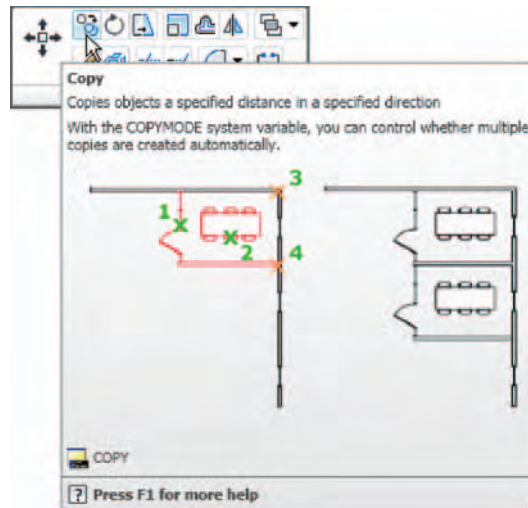 Copy
Copies objects a specified distance in a specified direction
With the COPYMODE system variable, you can control whether multiple
copies are created automatically.
3
1
2
4
COPY
? Press F1 for more help